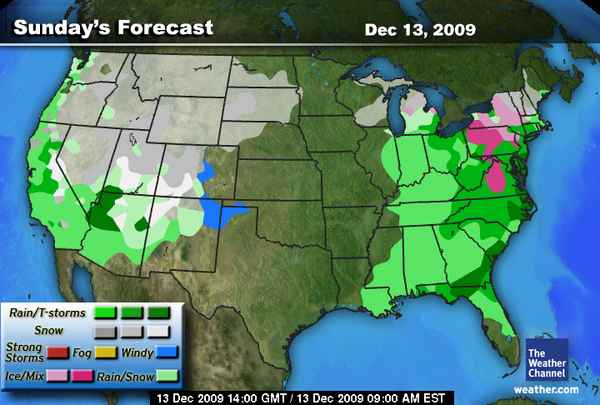 Sunday's Forecast
Dec 13, 2009
Rain/T-storms
Snow
Strong Storms
Fog
Windy
Ice/Mix
Rain/Snow
The
Weather
Channel
weather.com
13 Dec 2009 14:00 GMT / 13 Dec 2009 09:00 AM EST